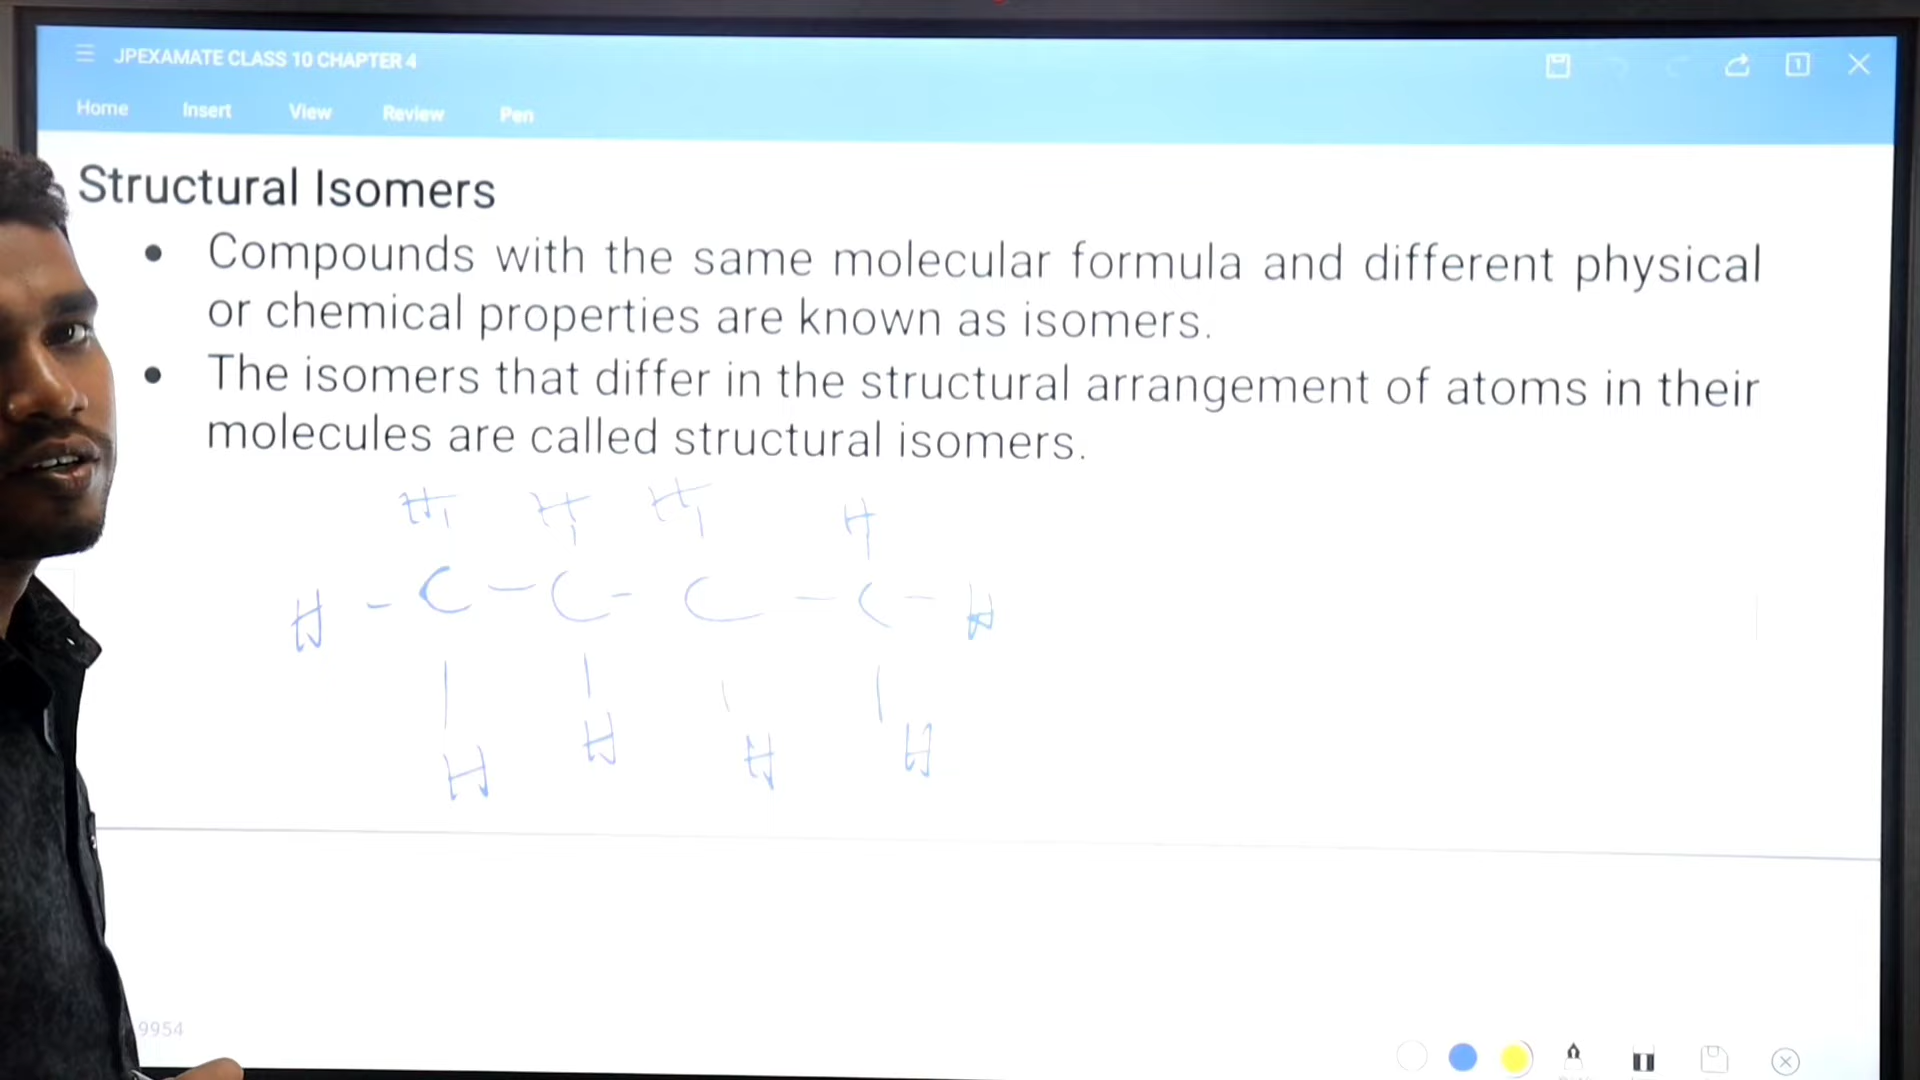 JPEXAMATE CLASS 10 CHAPTER 4
1
Home Insert View Review Pen
Structural Isomers
• Compounds with the same molecular formula and different physical
or chemical properties are known as isomers.
• The isomers that differ in the structural arrangement of atoms in their
molecules are called structural isomers.
H H H H
H - C - C - C - C - H
H H H H
9954